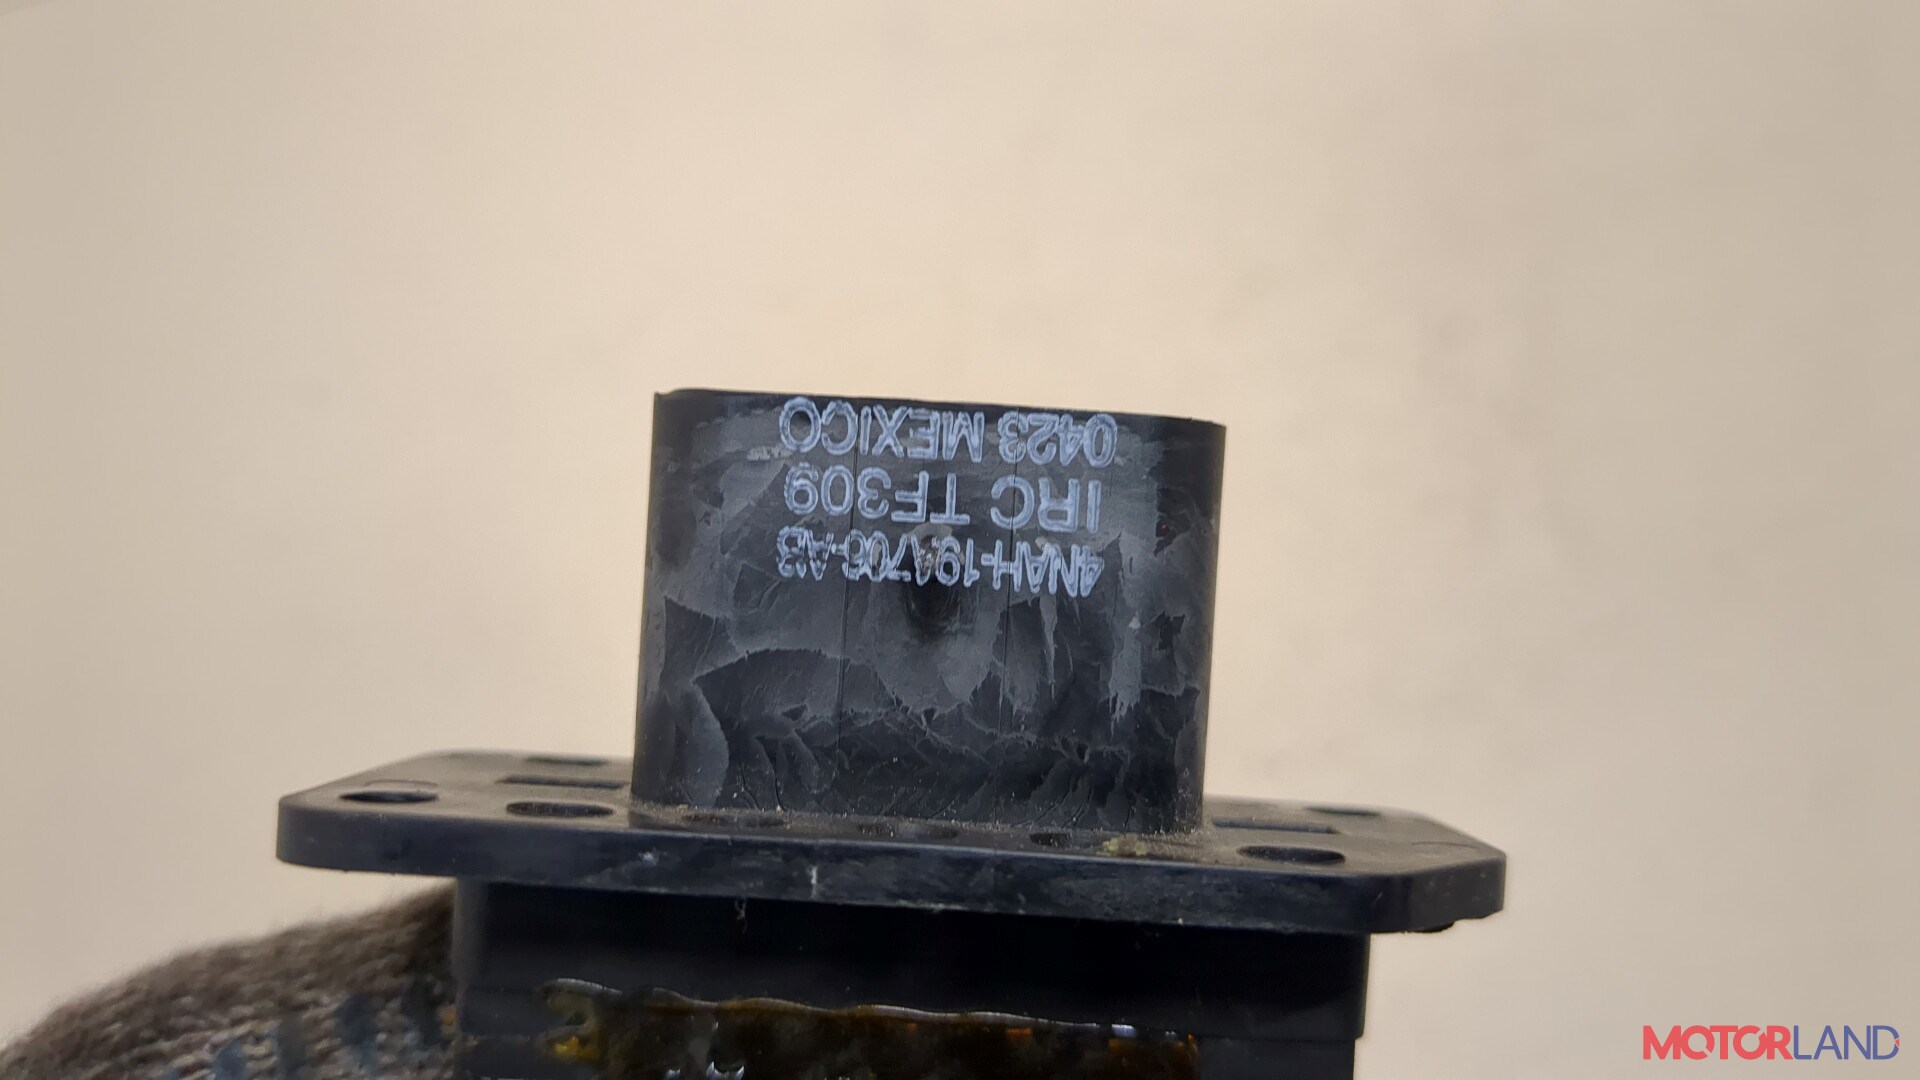 4NAH-19A706-AB
IRC TF309
0423 MEXICO
MOTORLAND